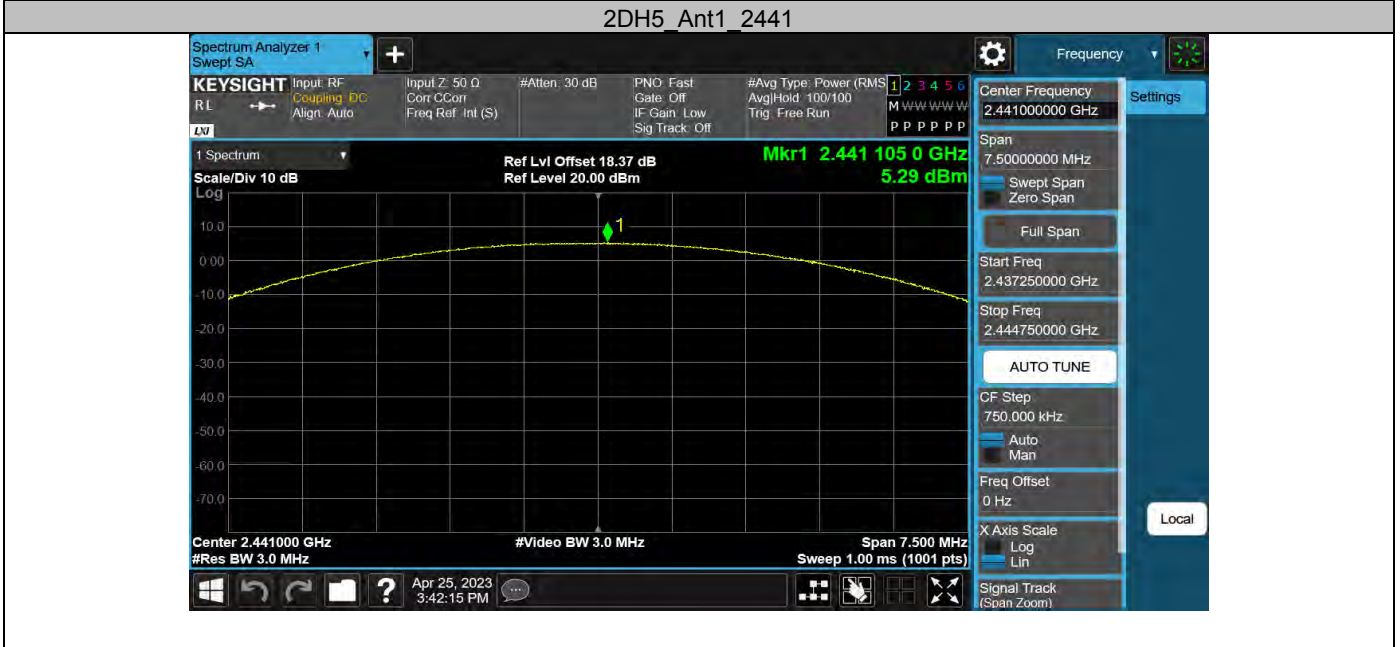 2DH5_Ant1_2441
Spectrum Analyzer 1
Swept SA
Frequency
KEYSIGHT
RL
LXI
Input: RF
Coupling: DC
Align: Auto
Input Z: 50 Ω
Corr CCorr
Freq Ref: Int (S)
#Atten: 30 dB
PNO: Fast
Gate: Off
IF Gain: Low
Sig Track: Off
#Avg Type: Power (RMS
Avg|Hold: 100/100
Trig: Free Run
1 2 3 4 5 6
M W W W W W
P P P P P P
Center Frequency
2.441000000 GHz
Settings
1 Spectrum
Scale/Div 10 dB
Log
Ref Lvl Offset 18.37 dB
Ref Level 20.00 dBm
Mkr1 2.441 105 0 GHz
5.29 dBm
Span
7.50000000 MHz
Swept Span
Zero Span
Full Span
Start Freq
2.437250000 GHz
Stop Freq
2.444750000 GHz
AUTO TUNE
CF Step
750.000 kHz
Auto
Man
Freq Offset
0 Hz
X Axis Scale
Log
Lin
Local
Signal Track
(Span Zoom)
1
10.0
0.00
-10.0
-20.0
-30.0
-40.0
-50.0
-60.0
-70.0
Center 2.441000 GHz
#Res BW 3.0 MHz
#Video BW 3.0 MHz
Span 7.500 MHz
Sweep 1.00 ms (1001 pts)
?
Apr 25, 2023
3:42:15 PM